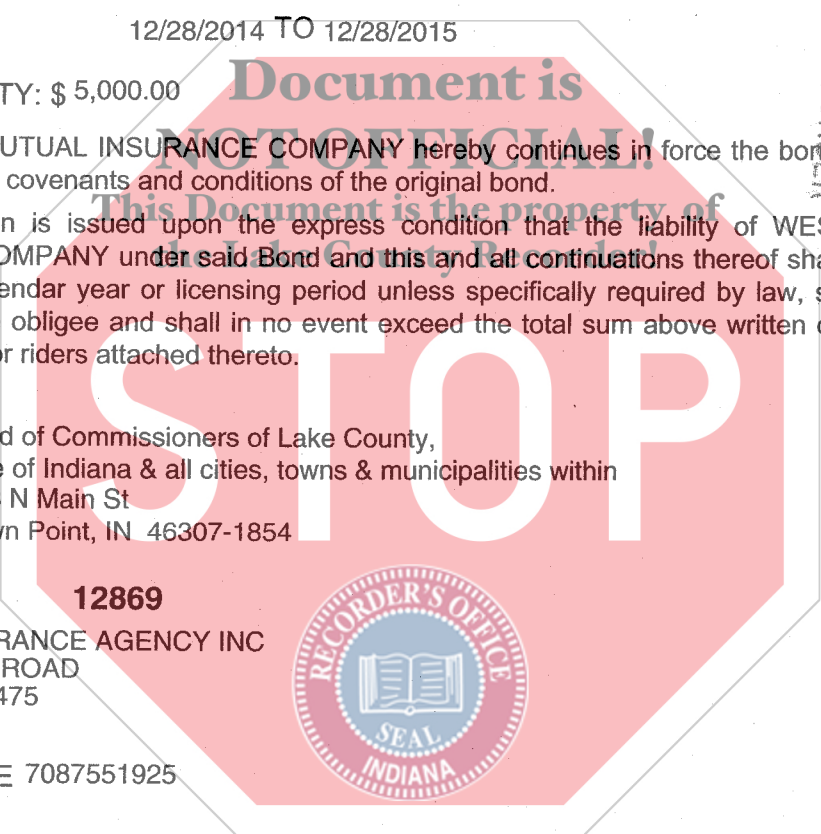 12/28/2014 TO 12/28/2015
Document is
TY: $ 5,000.00
NOT OFFICIAL!
UTUAL INSURANCE COMPANY hereby continues in force the bon
covenants and conditions of the original bond.
This Document is the property of
n is issued upon the express condition that the liability of WES
the Lake County Recorder!
OMPANY under said Bond and this and all continuations thereof sha
endar year or licensing period unless specifically required by law, s
obligee and shall in no event exceed the total sum above written o
or riders attached thereto.
STOP
d of Commissioners of Lake County,
e of Indiana & all cities, towns & municipalities within
N Main St
wn Point, IN 46307-1854
12869
RECORDER'S OFFICE
RANCE AGENCY INC
ROAD
475
SEAL
INDIANA
E 7087551925